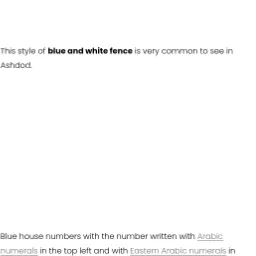 This style of blue and white fence is very common to see in
Ashdod.
Blue house numbers with the number written with Arabic
numerals in the top left and with Eastern Arabic numerals in